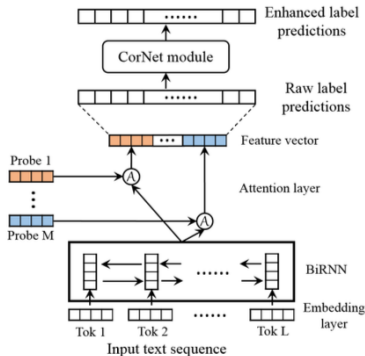 Enhanced label
predictions
CorNet module
Raw label
predictions
Feature vector
Probe 1
A
Attention layer
Probe M
A
BiRNN
Embedding
layer
Tok 1 Tok 2 Tok L
Input text sequence